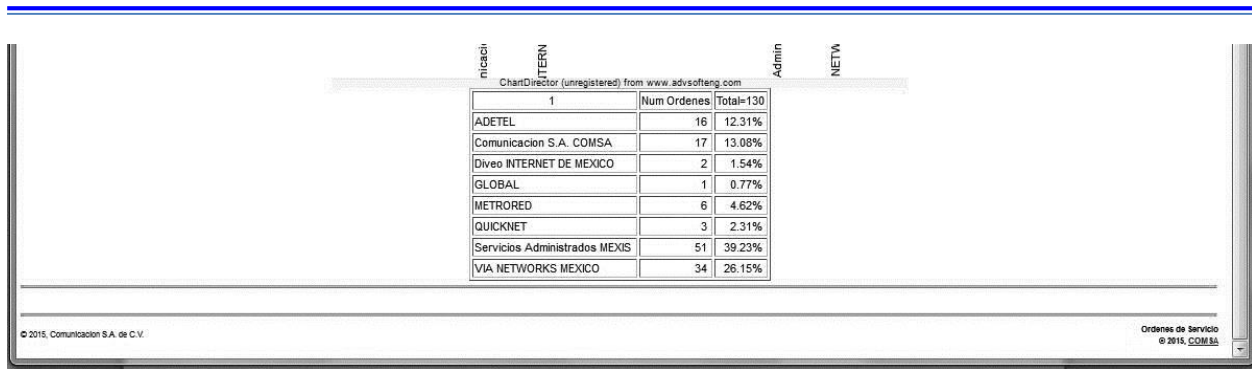 nicaci
NTERN
Admin
NETW
ChartDirector (unregistered) from www.advsofteng.com
1 Num Ordenes Total=130
ADETEL 16 12.31%
Comunicacion S.A. COMSA 17 13.08%
Diveo INTERNET DE MEXICO 2 1.54%
GLOBAL 1 0.77%
METRORED 6 4.62%
QUICKNET 3 2.31%
Servicios Administrados MEXIS 51 39.23%
VIA NETWORKS MEXICO 34 26.15%
© 2015, Comunicacion S.A. de C.V.
Ordenes de Servicio
© 2015, COMSA